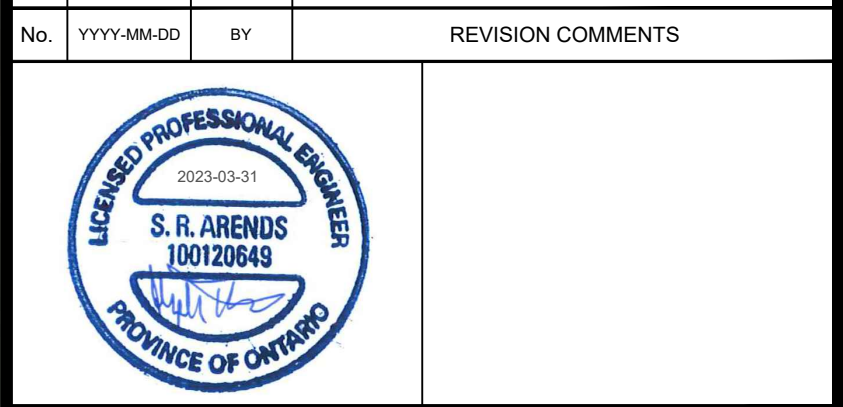 No. YYYY-MM-DD BY REVISION COMMENTS
LICENSED PROFESSIONAL ENGINEER
2023-03-31
S. R. ARENDS
100120649
PROVINCE OF ONTARIO